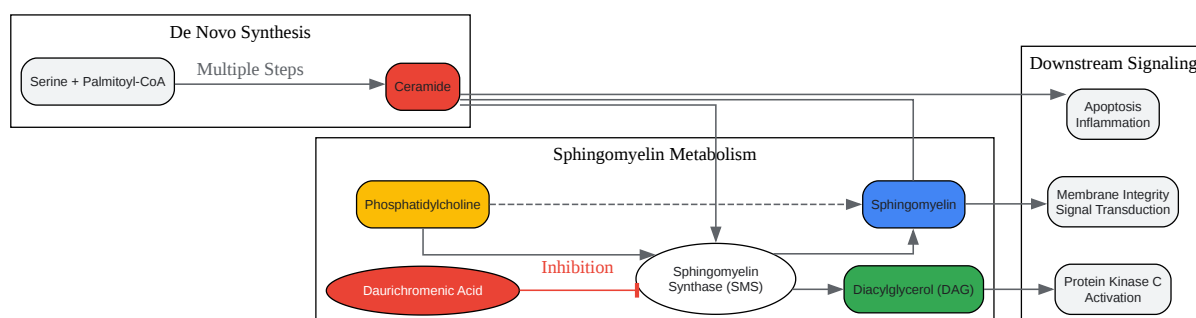 De Novo Synthesis
Serine + Palmitoyl-CoA
Multiple Steps
Ceramide
Downstream Signaling
Apoptosis
Inflammation
Sphingomyelin Metabolism
Phosphatidylcholine
Sphingomyelin
Membrane Integrity
Signal Transduction
Inhibition
Daurichromenic Acid
Sphingomyelin
Synthase (SMS)
Diacylglycerol (DAG)
Protein Kinase C
Activation